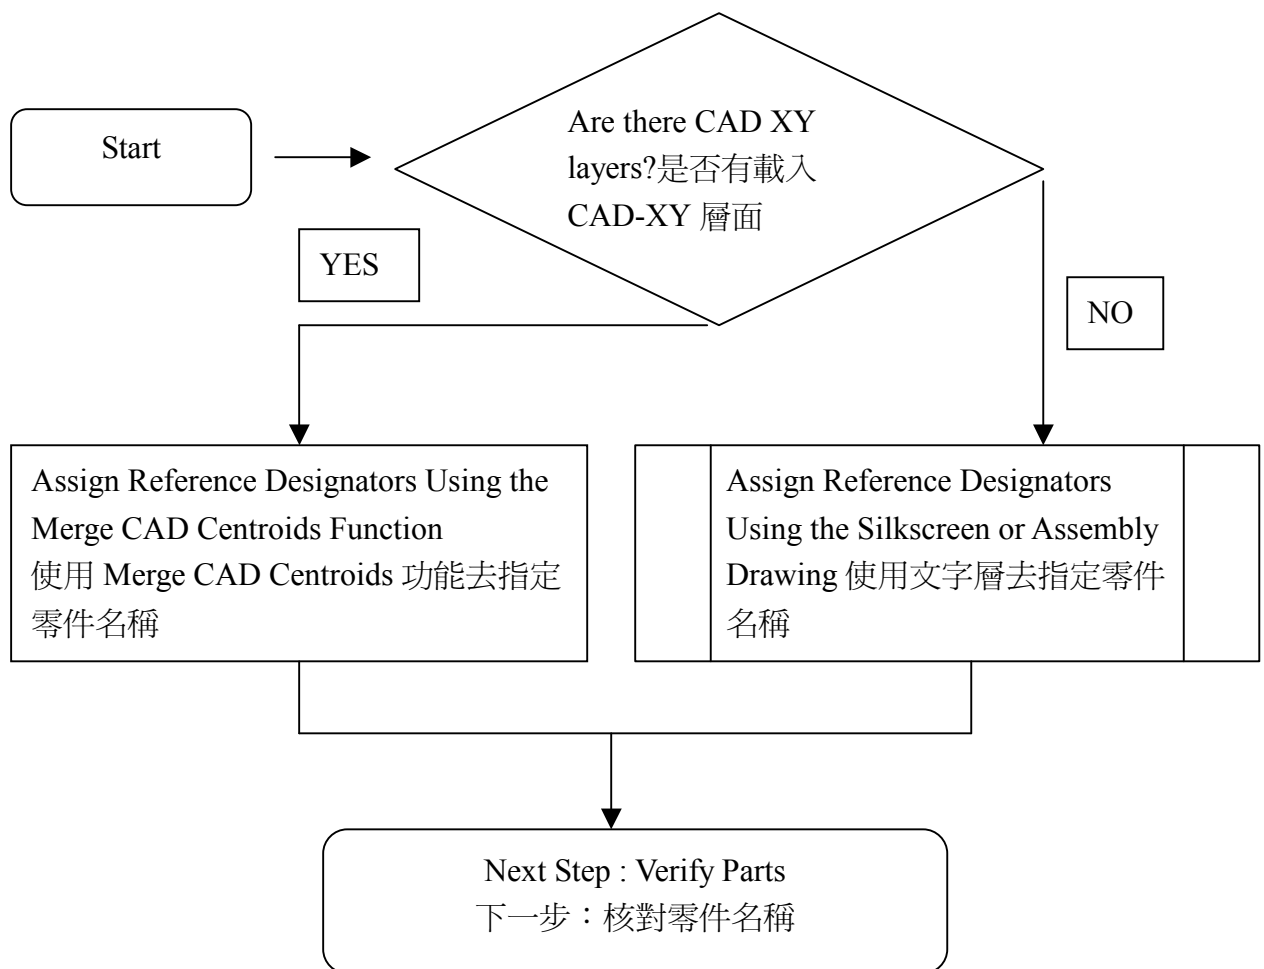 Start
Are there CAD XY
layers?是否有載入
CAD-XY 層面
YES
NO
Assign Reference Designators Using the
Merge CAD Centroids Function
使用 Merge CAD Centroids 功能去指定
零件名稱
Assign Reference Designators
Using the Silkscreen or Assembly
Drawing 使用文字層去指定零件
名稱
Next Step : Verify Parts
下一步：核對零件名稱